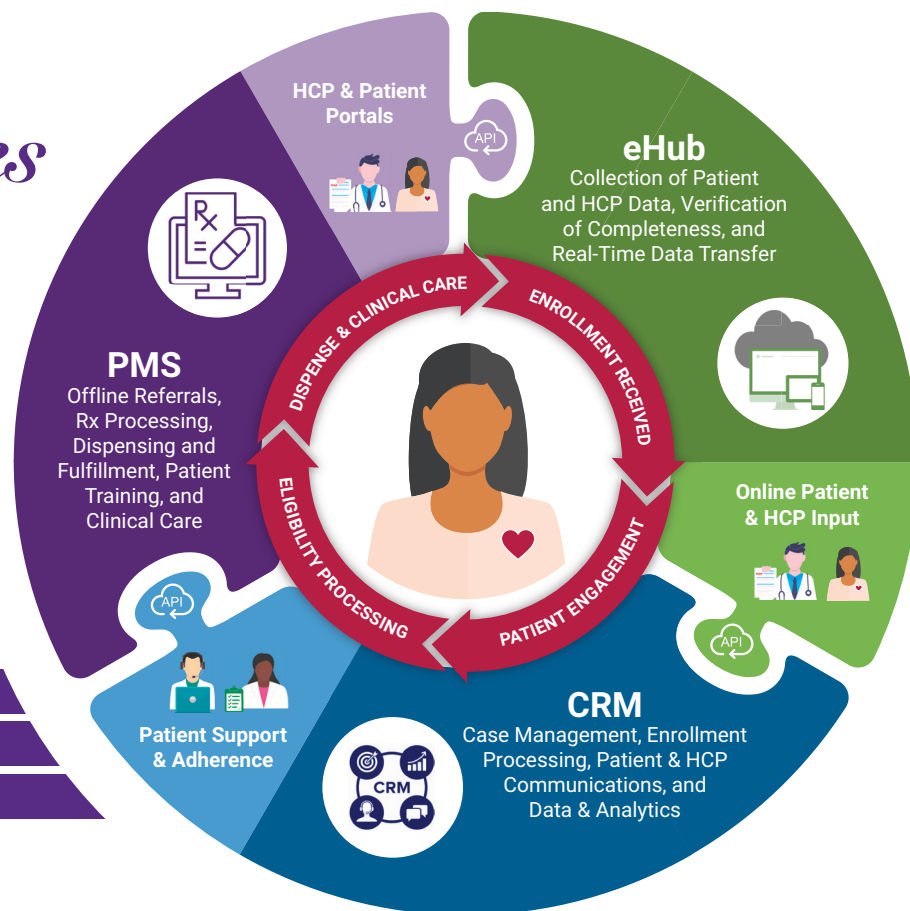 HCP & Patient
Portals
API
eHub
Collection of Patient
and HCP Data, Verification
of Completeness, and
Real-Time Data Transfer
Rx
PMS
Offline Referrals,
Rx Processing,
Dispensing and
Fulfillment, Patient
Training, and
Clinical Care
DISPENSE & CLINICAL CARE
ENROLLMENT RECEIVED
PATIENT ENGAGEMENT
ELIGIBILITY PROCESSING
Online Patient
& HCP Input
API
API
Patient Support
& Adherence
CRM
CRM
Case Management, Enrollment
Processing, Patient & HCP
Communications, and
Data & Analytics